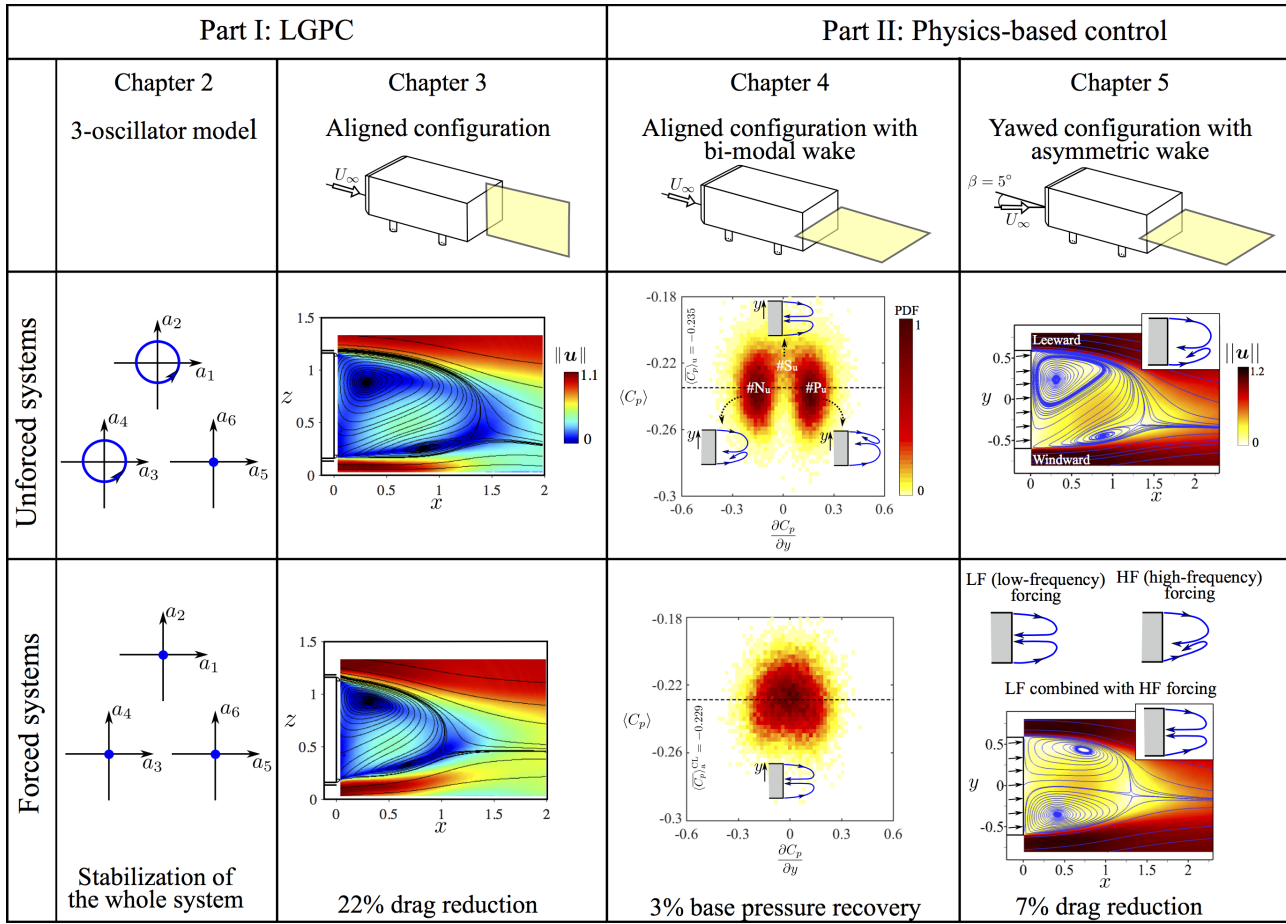 Part I: LGPC
Part II: Physics-based control
Chapter 2
3-oscillator model
Chapter 3
Aligned configuration
U∞
Chapter 4
Aligned configuration with
bi-modal wake
U∞
Chapter 5
Yawed configuration with
asymmetric wake
β = 5°
U∞
Unforced systems
a2
a1
a4
a3
a6
a5
1.5
1
0.5
0
z
0
0.5
1
1.5
2
x
‖u‖
1.1
0
-0.18
-0.22
-0.26
-0.3
⟨Cp⟩
⟨Cp⟩u = −0.235
y
#Su
#Nu
#Pu
y
y
PDF
1
0
-0.6
-0.3
0
0.3
0.6
∂Cp
∂y
Leeward
Windward
0.5
0
-0.5
y
0
0.5
1
1.5
2
x
||u||
1.2
0
Forced systems
a2
a1
a4
a3
a6
a5
Stabilization of
the whole system
1.5
1
0.5
0
z
0
0.5
1
1.5
2
x
22% drag reduction
-0.18
-0.22
-0.26
-0.3
⟨Cp⟩
⟨Cp⟩a^CL = −0.229
y
-0.6
-0.3
0
0.3
0.6
∂Cp
∂y
3% base pressure recovery
LF (low-frequency)
forcing
HF (high-frequency)
forcing
LF combined with HF forcing
0.5
0
-0.5
y
0
0.5
1
1.5
2
x
7% drag reduction